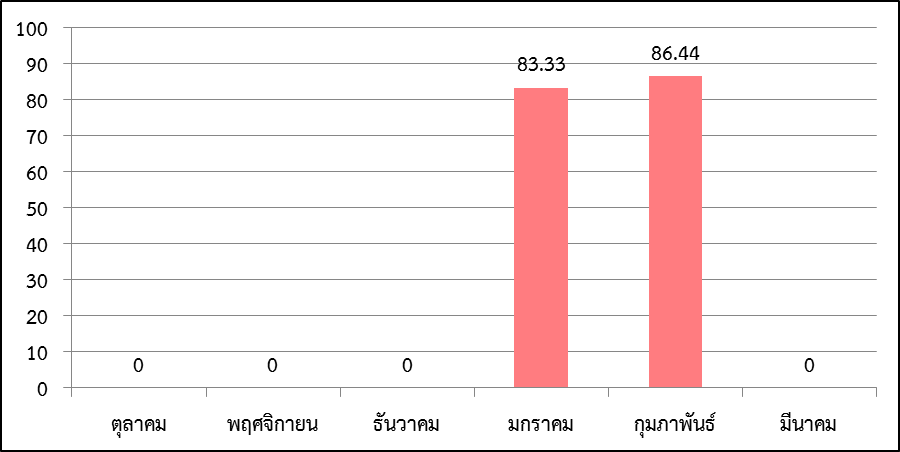 100
90
80
70
60
50
40
30
20
10
0
83.33
86.44
0
0
0
0
ตุลาคม
พฤศจิกายน
ธันวาคม
มกราคม
กุมภาพันธ์
มีนาคม